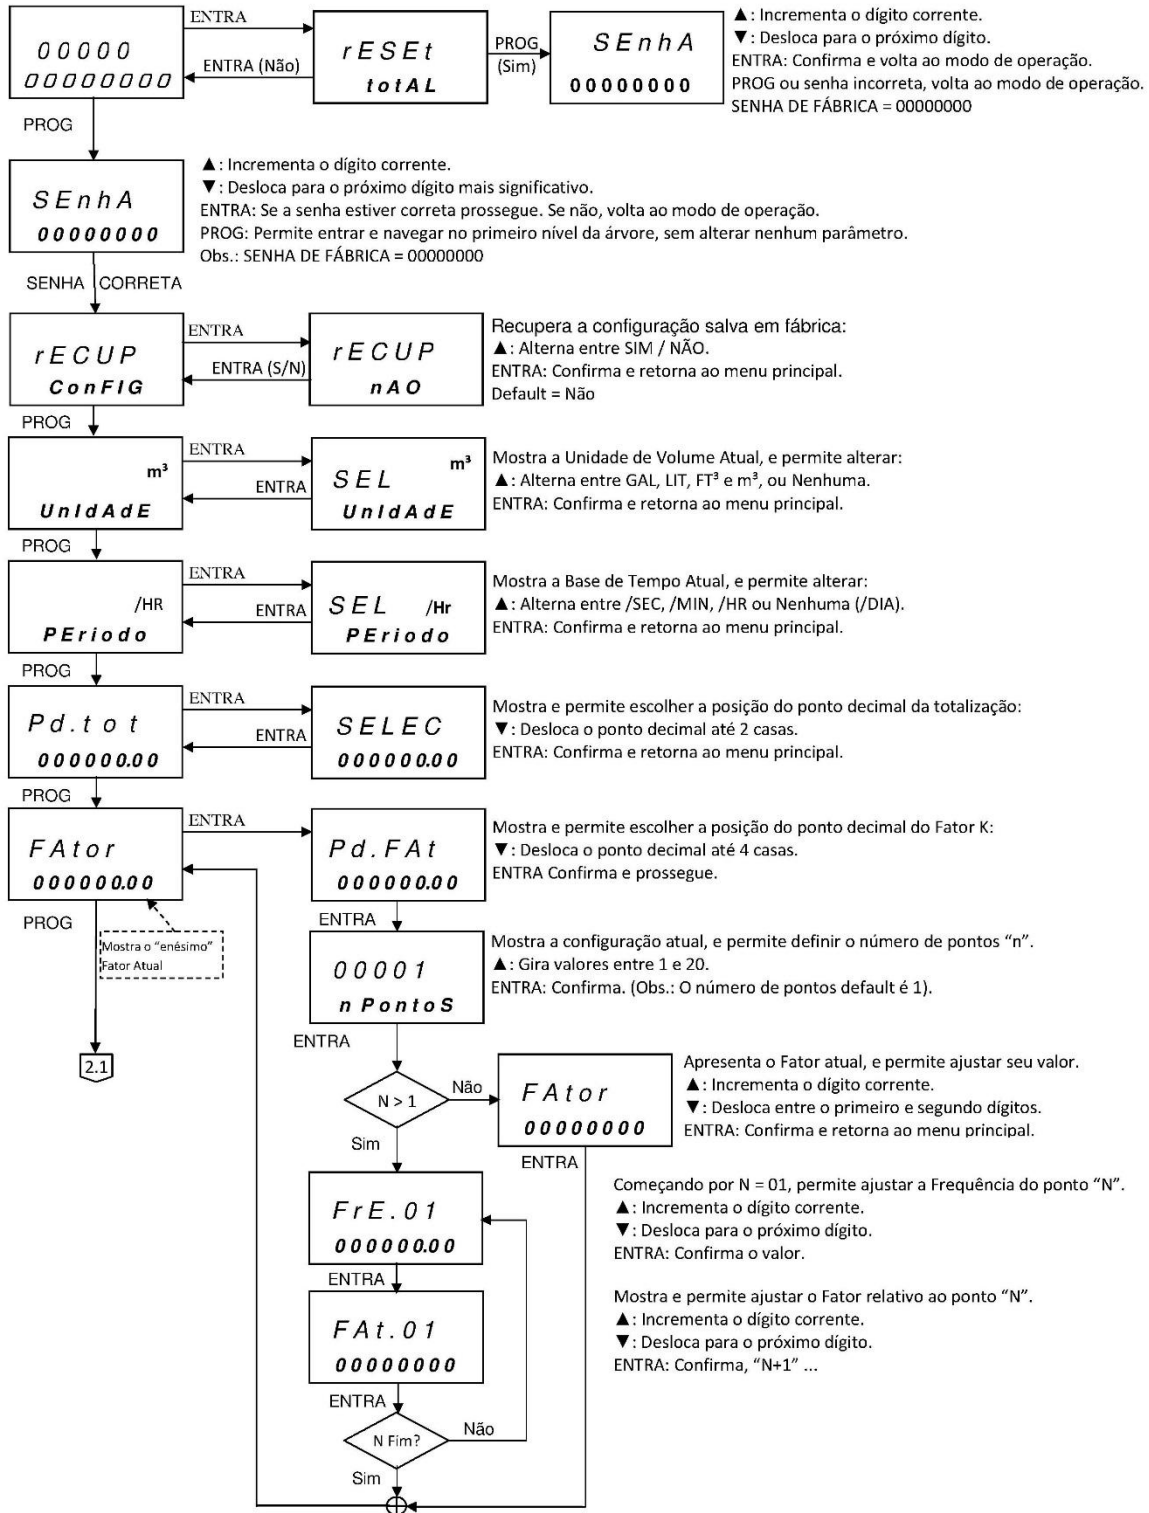 ENTRA
00000
00000000
ENTRA (Não)
rESEt
totAL
PROG
(Sim)
SEnhA
00000000
▲: Incrementa o dígito corrente.
▼: Desloca para o próximo dígito.
ENTRA: Confirma e volta ao modo de operação.
PROG ou senha incorreta, volta ao modo de operação.
SENHA DE FÁBRICA = 00000000
PROG
SEnhA
00000000
▲: Incrementa o dígito corrente.
▼: Desloca para o próximo dígito mais significativo.
ENTRA: Se a senha estiver correta prossegue. Se não, volta ao modo de operação.
PROG: Permite entrar e navegar no primeiro nível da árvore, sem alterar nenhum parâmetro.
Obs.: SENHA DE FÁBRICA = 00000000
SENHA CORRETA
rECUP
ConFIG
ENTRA
ENTRA (S/N)
rECUP
nAO
Recupera a configuração salva em fábrica:
▲: Alterna entre SIM / NÃO.
ENTRA: Confirma e retorna ao menu principal.
Default = Não
PROG
m³
UnIdAdE
ENTRA
ENTRA
SEL m³
UnIdAdE
Mostra a Unidade de Volume Atual, e permite alterar:
▲: Alterna entre GAL, LIT, FT³ e m³, ou Nenhuma.
ENTRA: Confirma e retorna ao menu principal.
PROG
/HR
PEriodo
ENTRA
ENTRA
SEL /Hr
PEriodo
Mostra a Base de Tempo Atual, e permite alterar:
▲: Alterna entre /SEC, /MIN, /HR ou Nenhuma (/DIA).
ENTRA: Confirma e retorna ao menu principal.
PROG
Pd.tot
000000.00
ENTRA
ENTRA
SELEC
000000.00
Mostra e permite escolher a posição do ponto decimal da totalização:
▼: Desloca o ponto decimal até 2 casas.
ENTRA: Confirma e retorna ao menu principal.
PROG
FAtor
000000.00
ENTRA
Pd.FAt
000000.00
Mostra e permite escolher a posição do ponto decimal do Fator K:
▼: Desloca o ponto decimal até 4 casas.
ENTRA Confirma e prossegue.
PROG
Mostra o "enésimo"
Fator Atual
2.1
ENTRA
00001
n PontoS
Mostra a configuração atual, e permite definir o número de pontos “n”.
▲: Gira valores entre 1 e 20.
ENTRA: Confirma. (Obs.: O número de pontos default é 1).
ENTRA
N > 1
Não
Sim
FAtor
00000000
Apresenta o Fator atual, e permite ajustar seu valor.
▲: Incrementa o dígito corrente.
▼: Desloca entre o primeiro e segundo dígitos.
ENTRA: Confirma e retorna ao menu principal.
ENTRA
FrE.01
000000.00
Começando por N = 01, permite ajustar a Frequência do ponto “N”.
▲: Incrementa o dígito corrente.
▼: Desloca para o próximo dígito.
ENTRA: Confirma o valor.
ENTRA
FAt.01
00000000
Mostra e permite ajustar o Fator relativo ao ponto “N”.
▲: Incrementa o dígito corrente.
▼: Desloca para o próximo dígito.
ENTRA: Confirma, “N+1” ...
ENTRA
N Fim?
Não
Sim